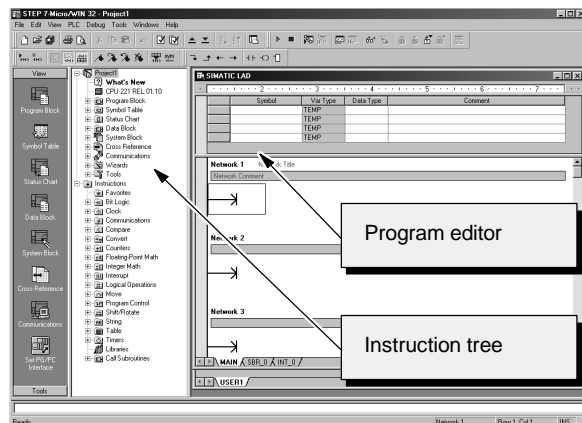 STEP 7-Micro/WIN 32 - Project1
File Edit View PLC Debug Tools Windows Help
View
Program Block
Symbol Table
Status Chart
Data Block
System Block
Cross Reference
Communications
Set PG/PC Interface
Tools
Project1
What's New
CPU 221 REL 01.10
Program Block
Symbol Table
Status Chart
Data Block
System Block
Cross Reference
Communications
Wizards
Tools
Instructions
Favorites
Bit Logic
Clock
Communications
Compare
Convert
Counters
Floating-Point Math
Integer Math
Interrupt
Logical Operations
Move
Program Control
Shift/Rotate
String
Table
Timers
Libraries
Call Subroutines
SIMATIC LAD
2 3 4 5 6 7
Symbol Var Type Data Type Comment
TEMP
TEMP
TEMP
TEMP
Network 1 Network Title
Network Comment
Network 2
Network 3
Program editor
Instruction tree
MAIN SBR_0 INT_0
USER1
Ready Network 1 Row 1, Col 1 INS